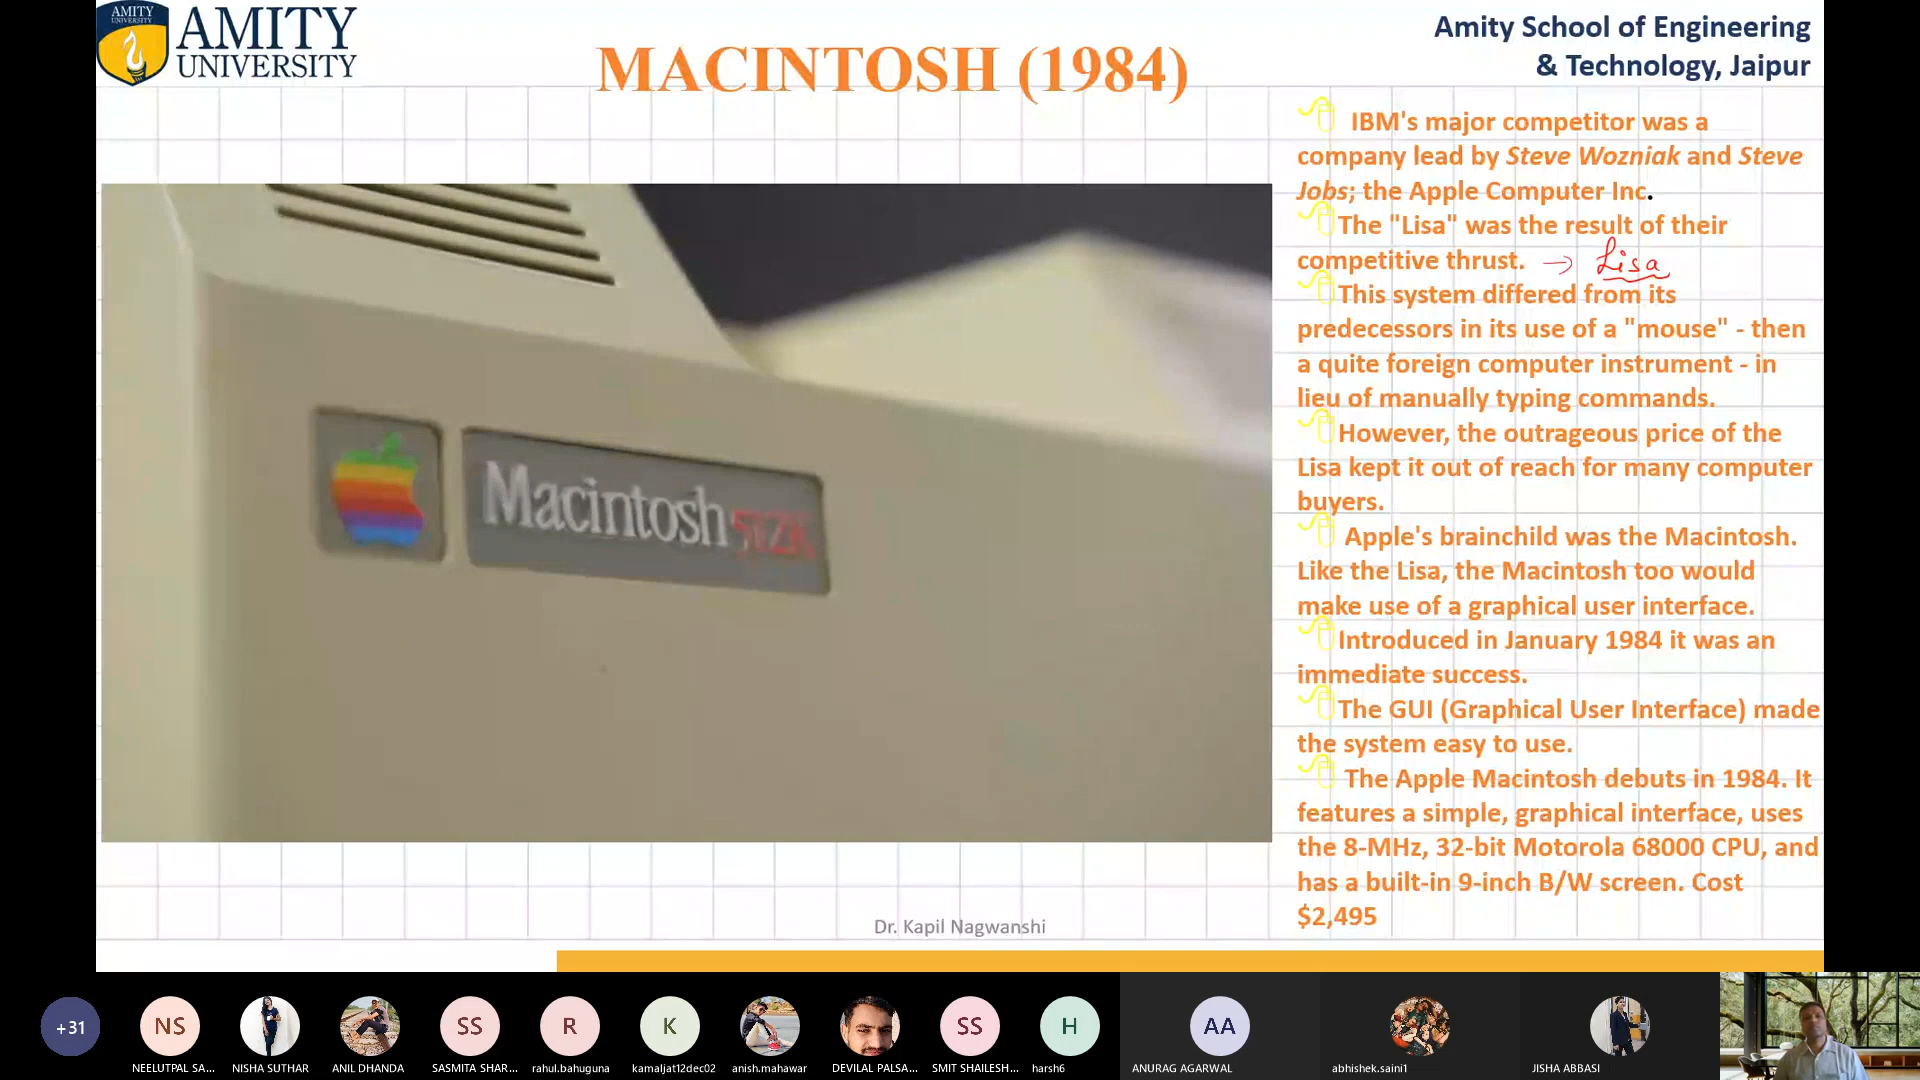 AMITY
UNIVERSITY
AMITY
UNIVERSITY
MACINTOSH (1984)
Amity School of Engineering
& Technology, Jaipur
IBM's major competitor was a
company lead by Steve Wozniak and Steve
Jobs; the Apple Computer Inc.
The "Lisa" was the result of their
competitive thrust. → Lisa
This system differed from its
predecessors in its use of a "mouse" - then
a quite foreign computer instrument - in
lieu of manually typing commands.
However, the outrageous price of the
Lisa kept it out of reach for many computer
buyers.
Apple's brainchild was the Macintosh.
Like the Lisa, the Macintosh too would
make use of a graphical user interface.
Introduced in January 1984 it was an
immediate success.
The GUI (Graphical User Interface) made
the system easy to use.
The Apple Macintosh debuts in 1984. It
features a simple, graphical interface, uses
the 8-MHz, 32-bit Motorola 68000 CPU, and
has a built-in 9-inch B/W screen. Cost
$2,495
Macintosh 512K
Dr. Kapil Nagwanshi
+31
NS
SS
R
K
SS
H
AA
NEELUTPAL SA...
NISHA SUTHAR
ANIL DHANDA
SASMITA SHAR...
rahul.bahuguna
kamaljat12dec02
anish.mahawar
DEVILAL PALSA...
SMIT SHAILESH...
harsh6
ANURAG AGARWAL
abhishek.saini1
JISHA ABBASI